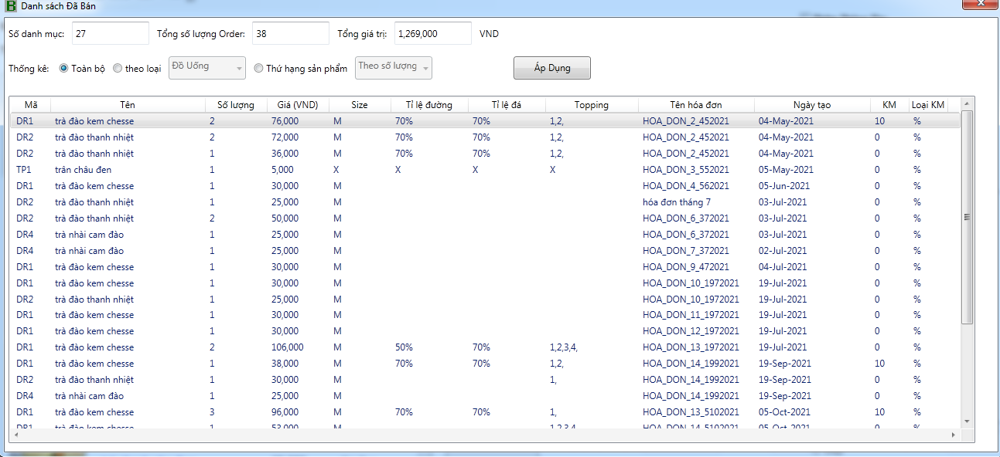 Danh sách Đã Bán
Số danh mục: 27 Tổng số lượng Order: 38 Tổng giá trị: 1,269,000 VND
Thống kê: Toàn bộ theo loại Đồ Uống Thứ hạng sản phẩm Theo số lượng Áp Dụng
Mã Tên Số lượng Giá (VND) Size Tỉ lệ đường Tỉ lệ đá Topping Tên hóa đơn Ngày tạo KM Loại KM
DR1 trà đào kem chesse 2 76,000 M 70% 70% 1,2, HOA_DON_2_452021 04-May-2021 10 %
DR2 trà đào thanh nhiệt 2 72,000 M 70% 70% 1,2, HOA_DON_2_452021 04-May-2021 0 %
DR2 trà đào thanh nhiệt 1 36,000 M 70% 70% 1,2, HOA_DON_2_452021 04-May-2021 0 %
TP1 trân châu đen 1 5,000 X X X X HOA_DON_3_552021 05-May-2021 0 %
DR1 trà đào kem chesse 1 30,000 M HOA_DON_4_562021 05-Jun-2021 0 %
DR2 trà đào thanh nhiệt 1 25,000 M hóa đơn tháng 7 03-Jul-2021 0 %
DR2 trà đào thanh nhiệt 2 50,000 M HOA_DON_6_372021 03-Jul-2021 0 %
DR4 trà nhài cam đào 1 25,000 M HOA_DON_6_372021 03-Jul-2021 0 %
DR4 trà nhài cam đào 1 25,000 M HOA_DON_7_372021 02-Jul-2021 0 %
DR1 trà đào kem chesse 1 30,000 M HOA_DON_9_472021 04-Jul-2021 0 %
DR1 trà đào kem chesse 1 30,000 M HOA_DON_10_1972021 19-Jul-2021 0 %
DR2 trà đào thanh nhiệt 1 25,000 M HOA_DON_10_1972021 19-Jul-2021 0 %
DR1 trà đào kem chesse 1 30,000 M HOA_DON_11_1972021 19-Jul-2021 0 %
DR1 trà đào kem chesse 1 30,000 M HOA_DON_12_1972021 19-Jul-2021 0 %
DR1 trà đào kem chesse 2 106,000 M 50% 70% 1,2,3,4, HOA_DON_13_1972021 19-Jul-2021 0 %
DR1 trà đào kem chesse 1 38,000 M 70% 70% 1,2, HOA_DON_14_1992021 19-Sep-2021 10 %
DR2 trà đào thanh nhiệt 1 30,000 M 1, HOA_DON_14_1992021 19-Sep-2021 0 %
DR4 trà nhài cam đào 1 25,000 M HOA_DON_14_1992021 19-Sep-2021 0 %
DR1 trà đào kem chesse 3 96,000 M 70% 70% 1, HOA_DON_13_5102021 05-Oct-2021 10 %
DR1 trà đào kem chesse 1 53,000 M 1,2,3,4, HOA_DON_14_5102021 05-Oct-2021 0 %